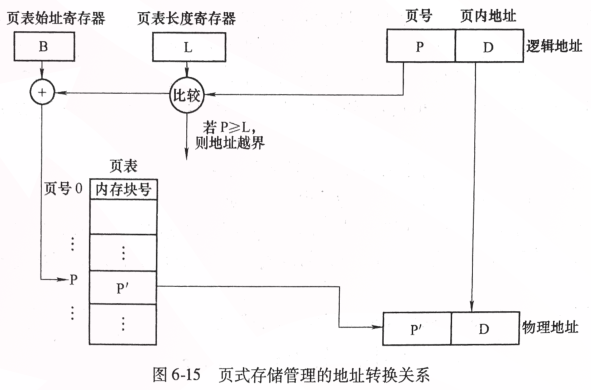 页表始址寄存器
页表长度寄存器
页号
页内地址
B
L
P
D
逻辑地址
+
比较
若P≥L，
则地址越界
页表
页号0
内存块号
⋮
⋮
P
P′
⋮
⋮
P′
D
物理地址
图6-15 页式存储管理的地址转换关系